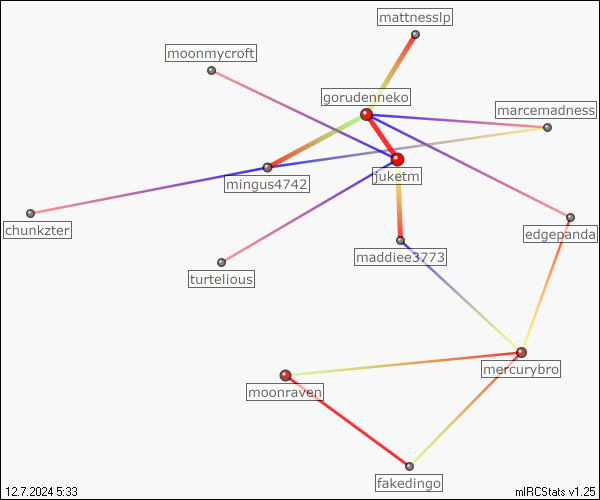 mattnesslp
moonmycroft
gorudenneko
marcemadness
juketm
mingus4742
chunkzter
edgepanda
maddiee3773
turtelious
mercurybro
moonraven
fakedingo
12.7.2024 5:33
mIRCStats v1.25